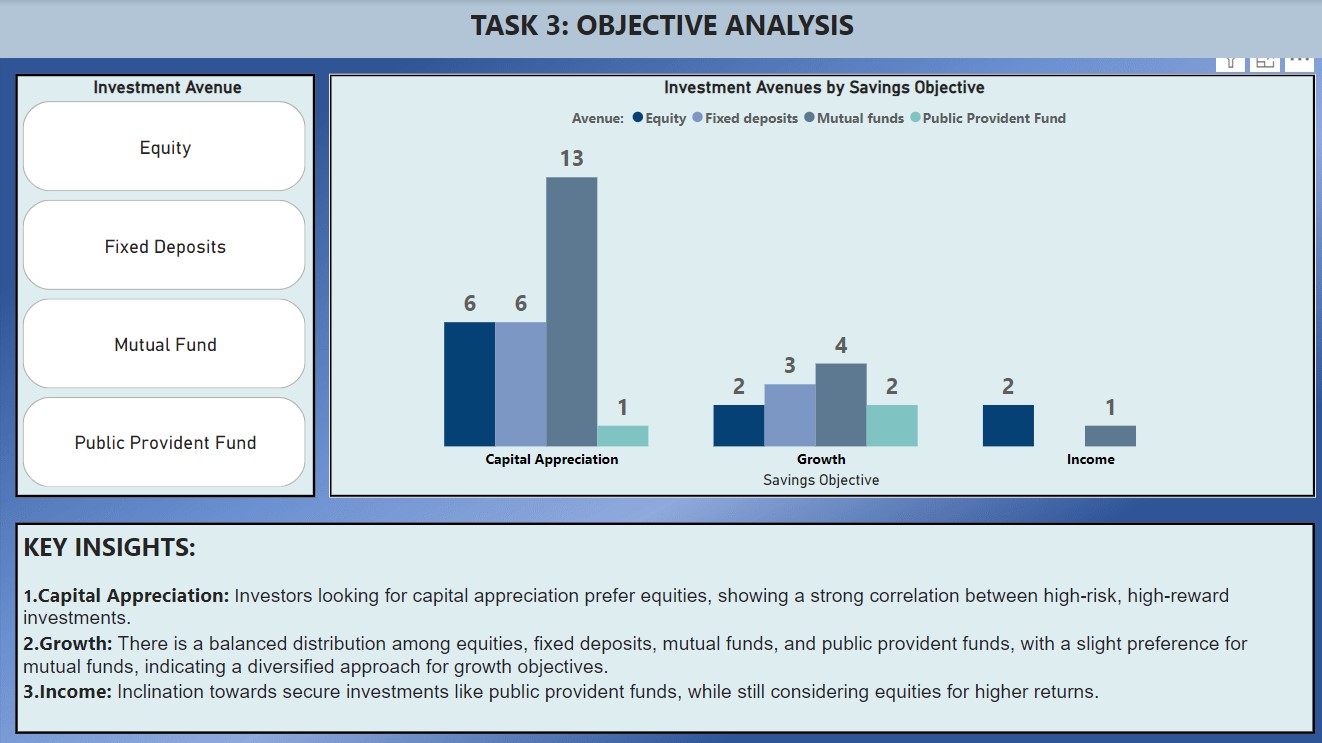 TASK 3: OBJECTIVE ANALYSIS
Investment Avenue
Equity
Fixed Deposits
Mutual Fund
Public Provident Fund
Investment Avenues by Savings Objective
Avenue: Equity Fixed deposits Mutual funds Public Provident Fund
6 6 13 1
2 3 4 2
2 1
Capital Appreciation Growth Income
Savings Objective
KEY INSIGHTS:
1.Capital Appreciation: Investors looking for capital appreciation prefer equities, showing a strong correlation between high-risk, high-reward
investments.
2.Growth: There is a balanced distribution among equities, fixed deposits, mutual funds, and public provident funds, with a slight preference for
mutual funds, indicating a diversified approach for growth objectives.
3.Income: Inclination towards secure investments like public provident funds, while still considering equities for higher returns.